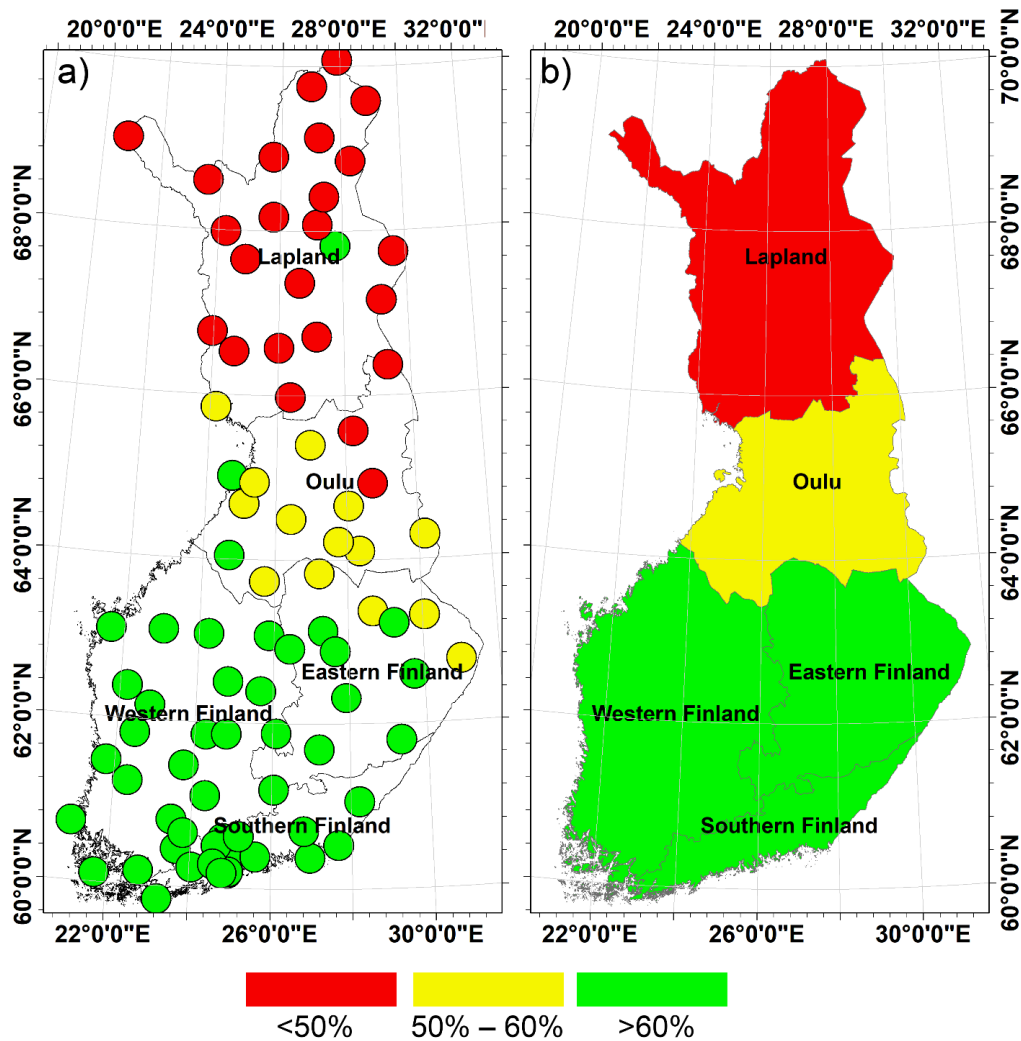 20°0'0"E 24°0'0"E 28°0'0"E 32°0'0"E
20°0'0"E 24°0'0"E 28°0'0"E 32°0'0"E
a)
b)
70°0'0"N
68°0'0"N
66°0'0"N
64°0'0"N
62°0'0"N
60°0'0"N
Lapland
Oulu
Eastern Finland
Western Finland
Southern Finland
Lapland
Oulu
Eastern Finland
Western Finland
Southern Finland
68°0'0"N
66°0'0"N
64°0'0"N
62°0'0"N
60°0'0"N
22°0'0"E 26°0'0"E 30°0'0"E
22°0'0"E 26°0'0"E 30°0'0"E
<50% 50% – 60% >60%